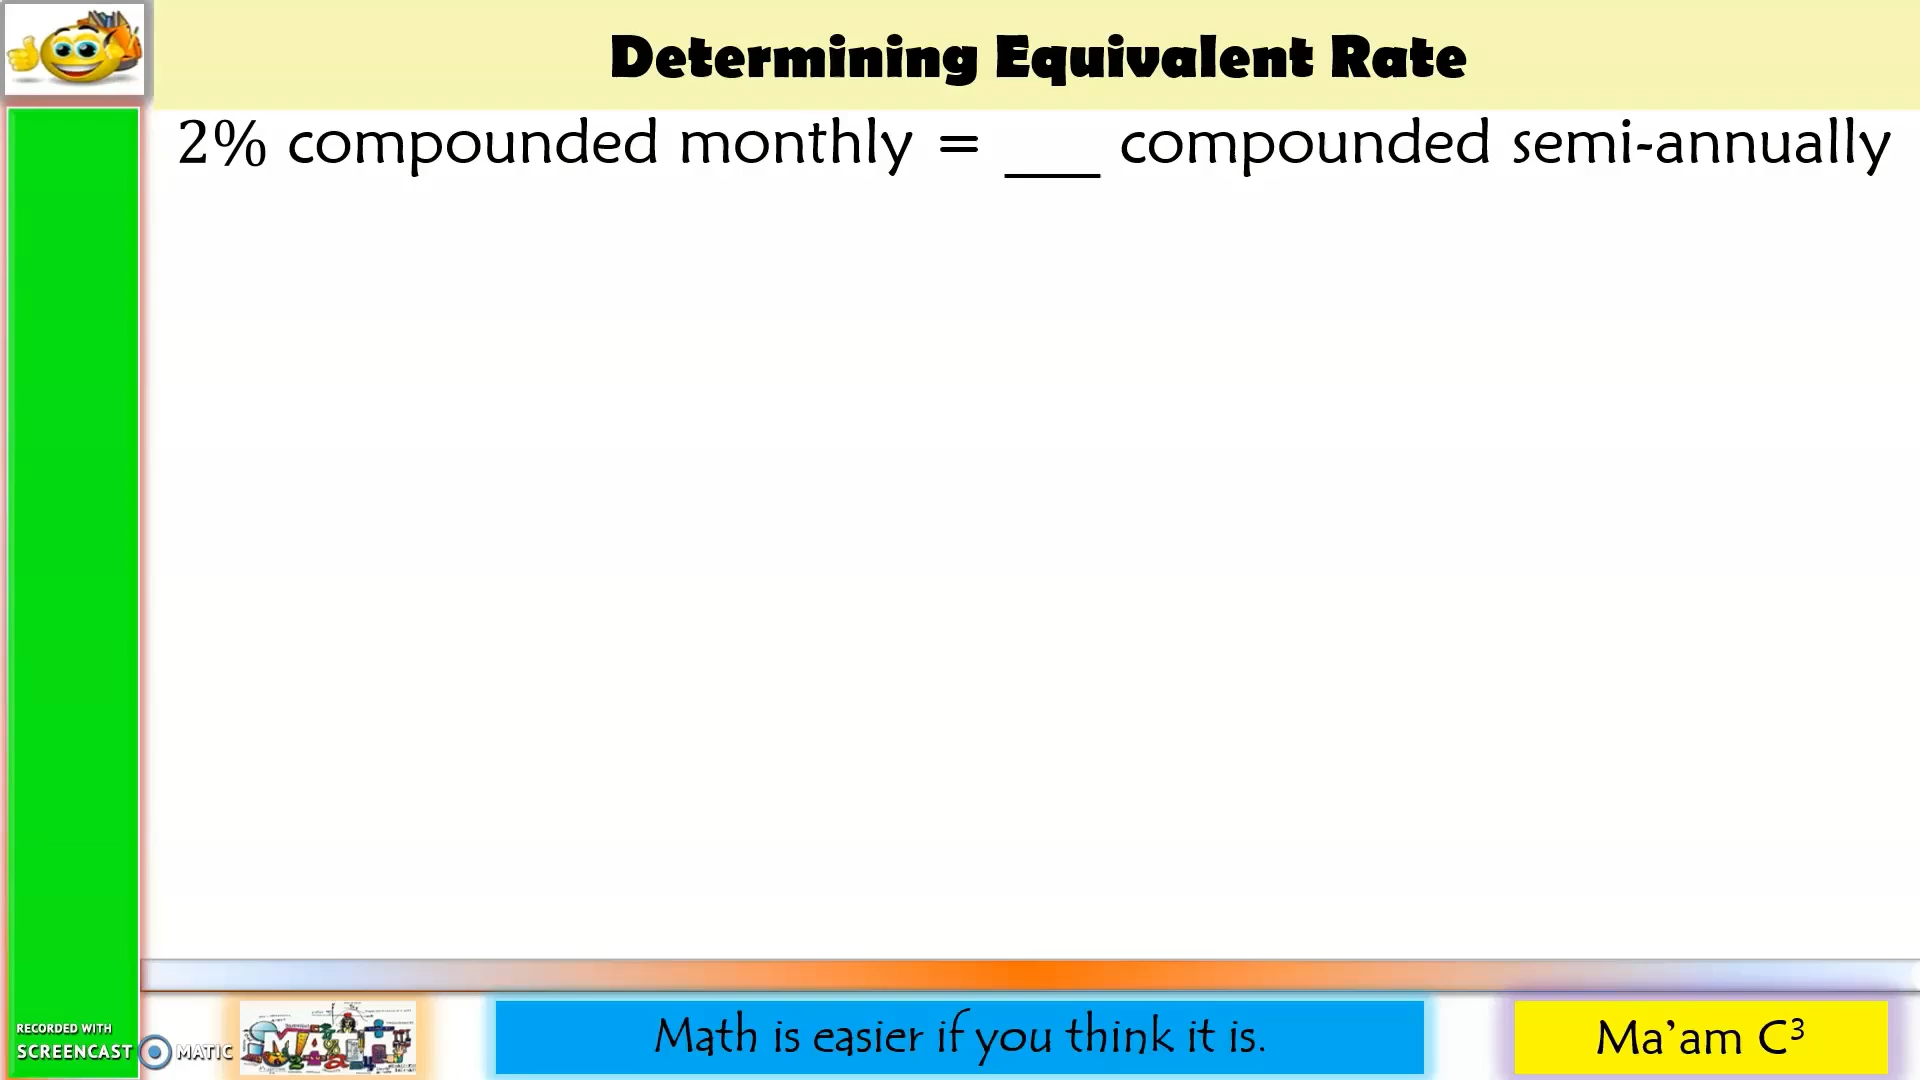 Determining Equivalent Rate
2% compounded monthly = ___ compounded semi-annually
RECORDED WITH
SCREENCAST MATIC
MATH
Math is easier if you think it is.
Ma’am C³